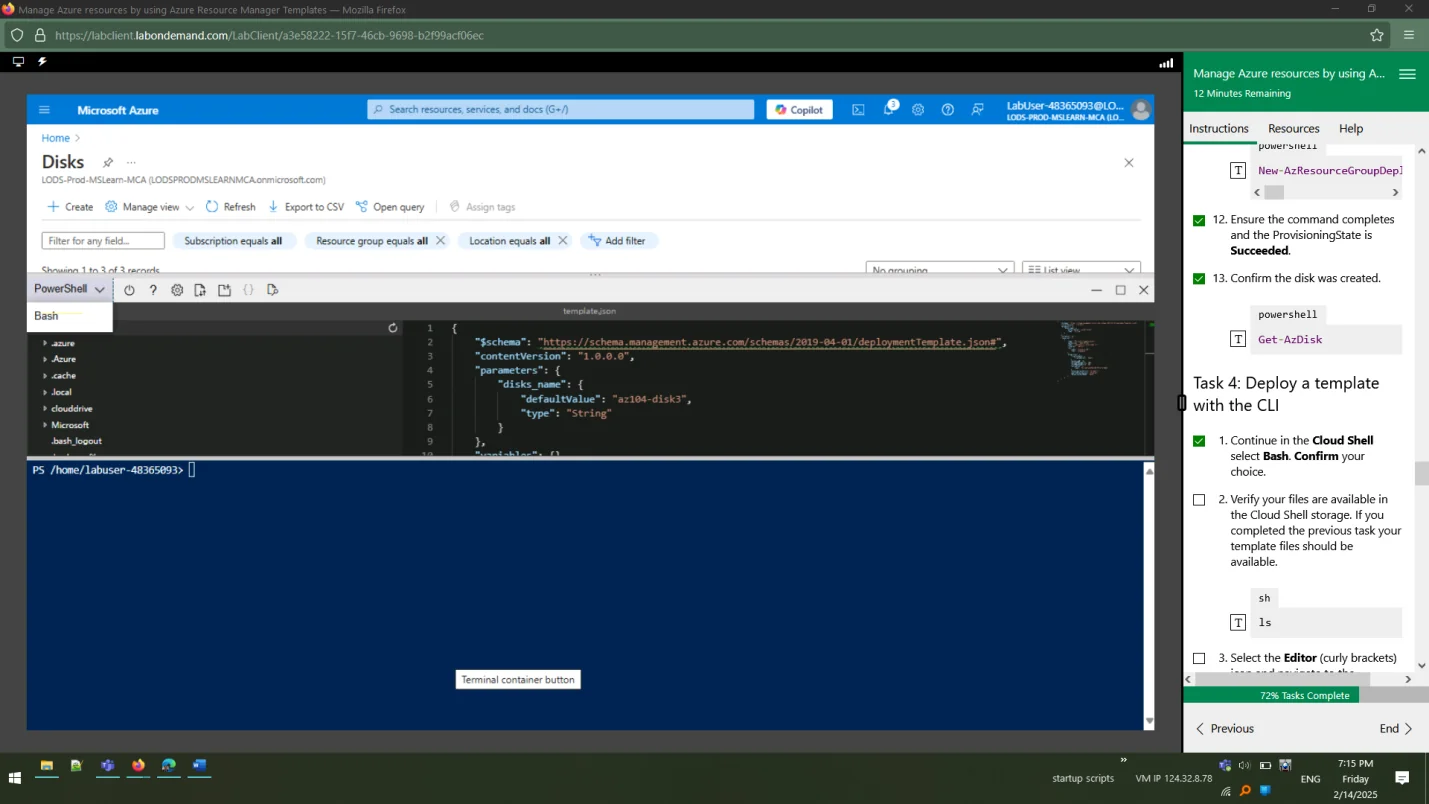 Manage Azure resources by using Azure Resource Manager Templates — Mozilla Firefox
https://labclient.labondemand.com/LabClient/a3e58222-15f7-46cb-9698-b2f99acf06ec
Microsoft Azure
Search resources, services, and docs (G+/)
Copilot
3
LabUser-48365093@LO...
LODS-PROD-MSLEARN-MCA (LO...
Home >
Disks
LODS-Prod-MSLearn-MCA (LODSPRODMSLEARNMCA.onmicrosoft.com)
Create
Manage view
Refresh
Export to CSV
Open query
Assign tags
Filter for any field...
Subscription equals all
Resource group equals all
Location equals all
Add filter
Showing 1 to 3 of 3 records.
No grouping
List view
PowerShell
Bash
template.json
.azure
.Azure
.cache
.local
clouddrive
Microsoft
.bash_logout
1 {
2 "$schema": "https://schema.management.azure.com/schemas/2019-04-01/deploymentTemplate.json#",
3 "contentVersion": "1.0.0.0",
4 "parameters": {
5 "disks_name": {
6 "defaultValue": "az104-disk3",
7 "type": "String"
8 }
9 },
10 "variables": {},
PS /home/labuser-48365093>
Terminal container button
Manage Azure resources by using A...
12 Minutes Remaining
Instructions
Resources
Help
powershell
T
New-AzResourceGroupDepl
12. Ensure the command completes
and the ProvisioningState is
Succeeded.
13. Confirm the disk was created.
powershell
T
Get-AzDisk
Task 4: Deploy a template
with the CLI
1. Continue in the Cloud Shell
select Bash. Confirm your
choice.
2. Verify your files are available in
the Cloud Shell storage. If you
completed the previous task your
template files should be
available.
sh
T
ls
3. Select the Editor (curly brackets)
icon and navigate to the
72% Tasks Complete
Previous
End
startup scripts
VM IP 124.32.8.78
ENG
7:15 PM
Friday
2/14/2025